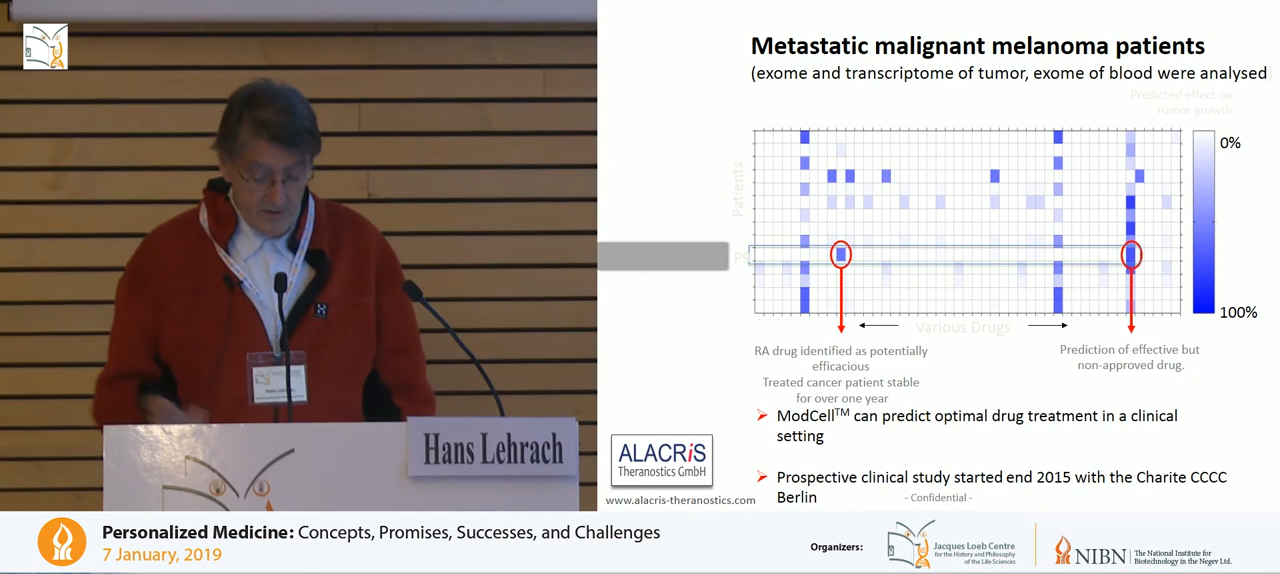 Metastatic malignant melanoma patients
(exome and transcriptome of tumor, exome of blood were analysed
Predicted effect on
tumor growth
0%
Patients
100%
Various Drugs
RA drug identified as potentially
efficacious
Treated cancer patient stable
for over one year
Prediction of effective but
non-approved drug.
ModCell™ can predict optimal drug treatment in a clinical
setting
Prospective clinical study started end 2015 with the Charite CCCC
Berlin
- Confidential -
ALACRiS
Theranostics GmbH
www.alacris-theranostics.com
Hans Lehrach
Personalized Medicine: Concepts, Promises, Successes, and Challenges
7 January, 2019
Organizers:
Jacques Loeb Centre
for the History and Philosophy
of the Life Sciences
NIBN
The National Institute for
Biotechnology in the Negev Ltd.